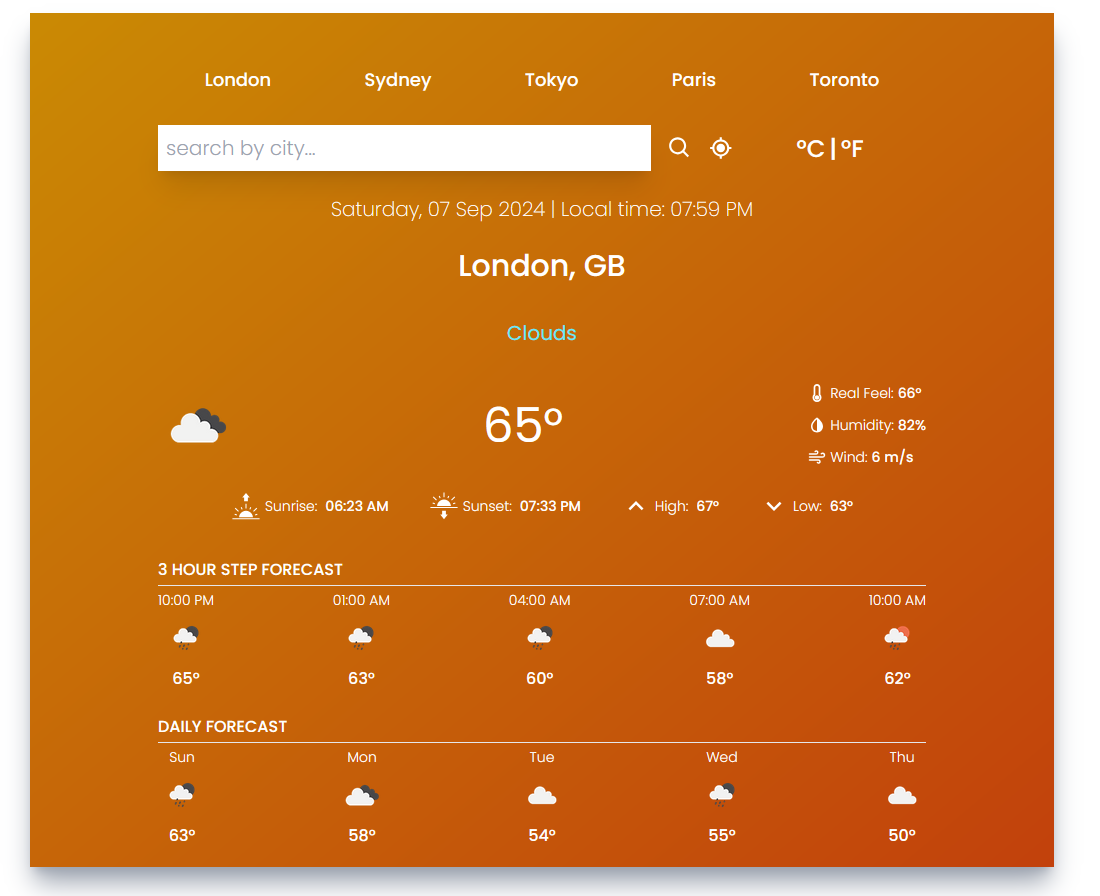 London Sydney Tokyo Paris Toronto
search by city... °C | °F
Saturday, 07 Sep 2024 | Local time: 07:59 PM
London, GB
Clouds
65°
Real Feel: 66°
Humidity: 82%
Wind: 6 m/s
Sunrise: 06:23 AM Sunset: 07:33 PM High: 67° Low: 63°
3 HOUR STEP FORECAST
10:00 PM 01:00 AM 04:00 AM 07:00 AM 10:00 AM
65° 63° 60° 58° 62°
DAILY FORECAST
Sun Mon Tue Wed Thu
63° 58° 54° 55° 50°